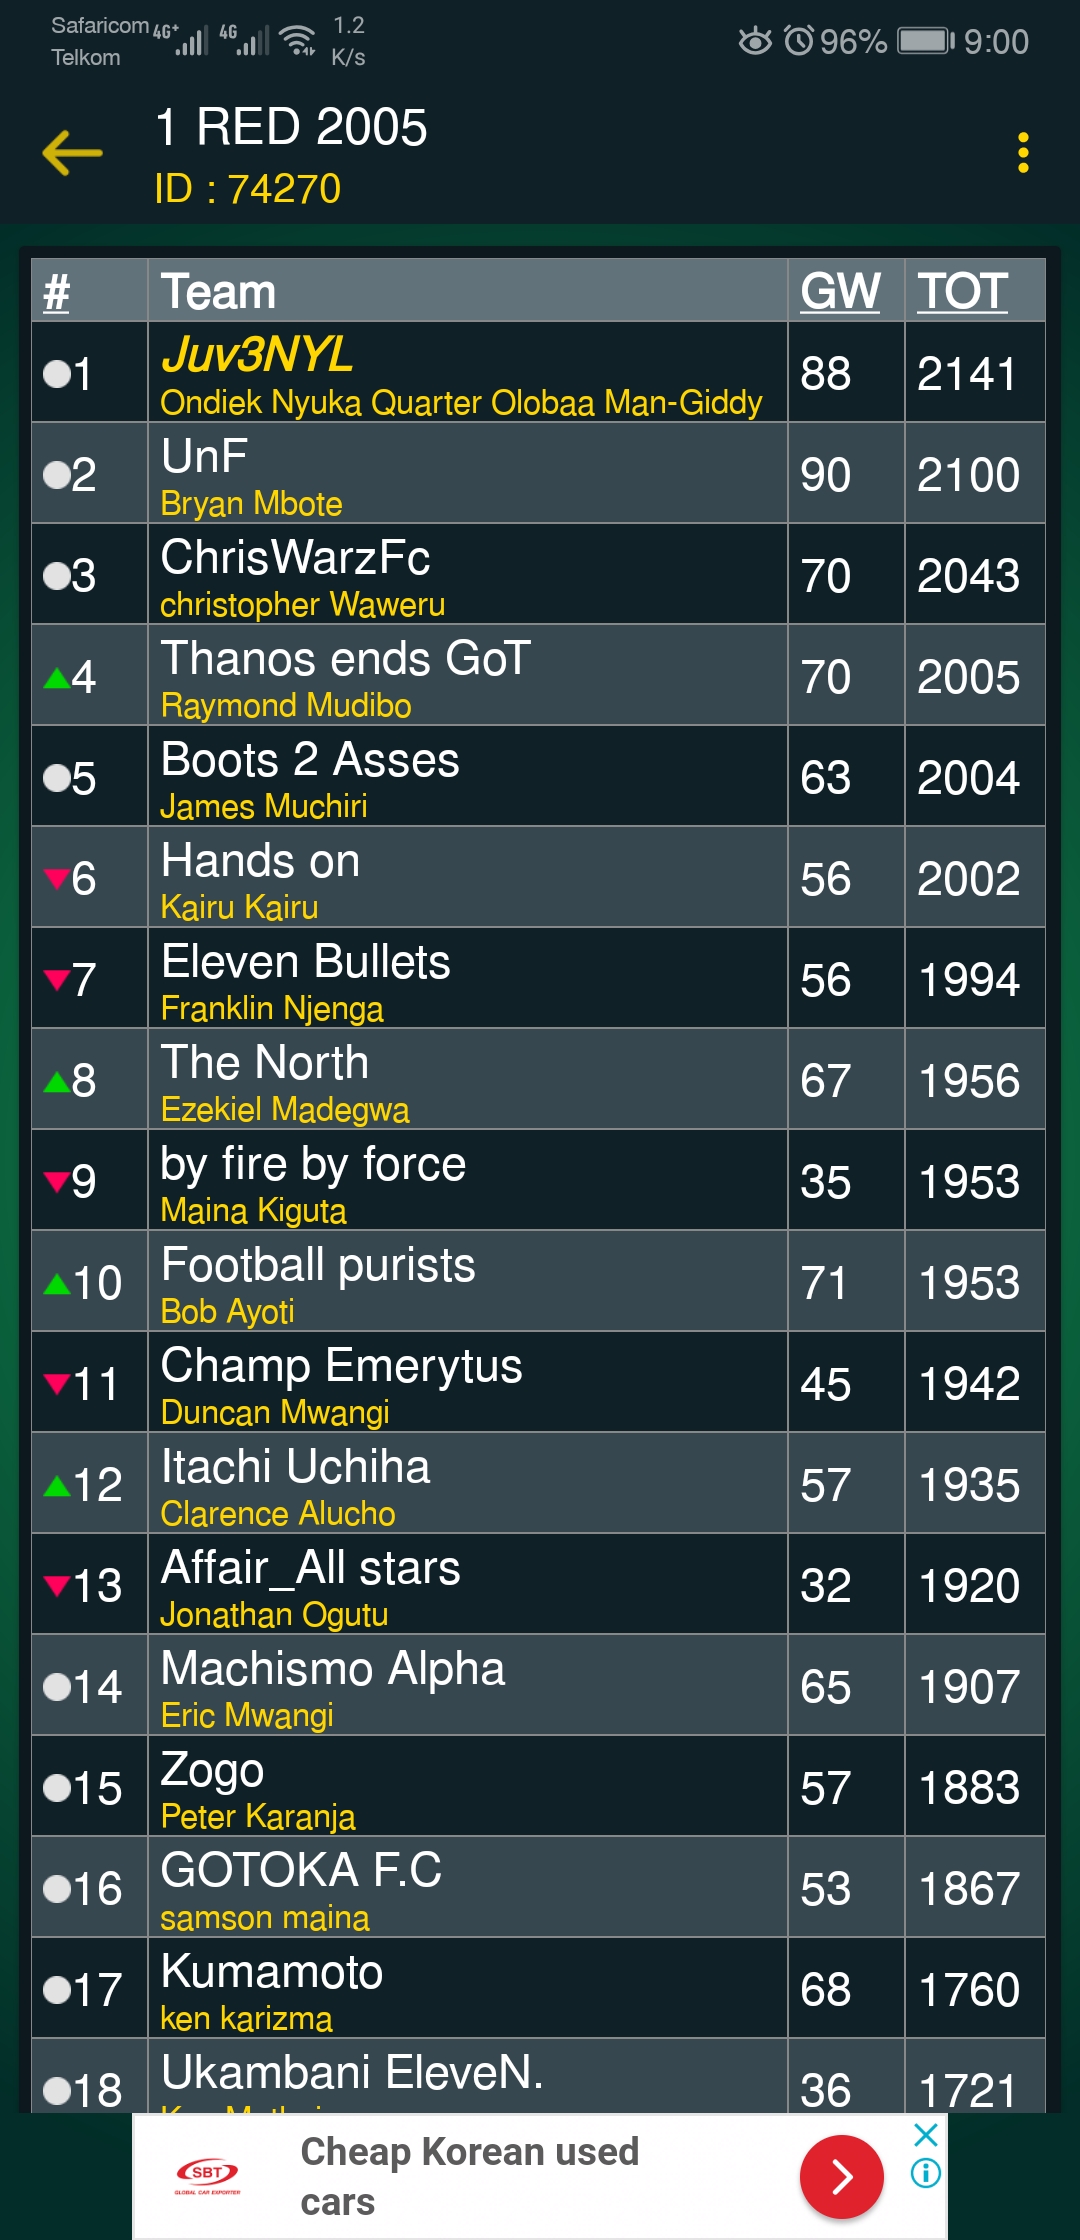 Safaricom 4G+ 4G 1.2 96% 9:00
Telkom K/s
1 RED 2005
ID : 74270
# Team GW TOT
1 Juv3NYL 88 2141
Ondiek Nyuka Quarter Olobaa Man-Giddy
2 UnF 90 2100
Bryan Mbote
3 ChrisWarzFc 70 2043
christopher Waweru
4 Thanos ends GoT 70 2005
Raymond Mudibo
5 Boots 2 Asses 63 2004
James Muchiri
6 Hands on 56 2002
Kairu Kairu
7 Eleven Bullets 56 1994
Franklin Njenga
8 The North 67 1956
Ezekiel Madegwa
9 by fire by force 35 1953
Maina Kiguta
10 Football purists 71 1953
Bob Ayoti
11 Champ Emerytus 45 1942
Duncan Mwangi
12 Itachi Uchiha 57 1935
Clarence Alucho
13 Affair_All stars 32 1920
Jonathan Ogutu
14 Machismo Alpha 65 1907
Eric Mwangi
15 Zogo 57 1883
Peter Karanja
16 GOTOKA F.C 53 1867
samson maina
17 Kumamoto 68 1760
ken karizma
18 Ukambani EleveN. 36 1721
SBT
GLOBAL CAR EXPORTER
Cheap Korean used
cars